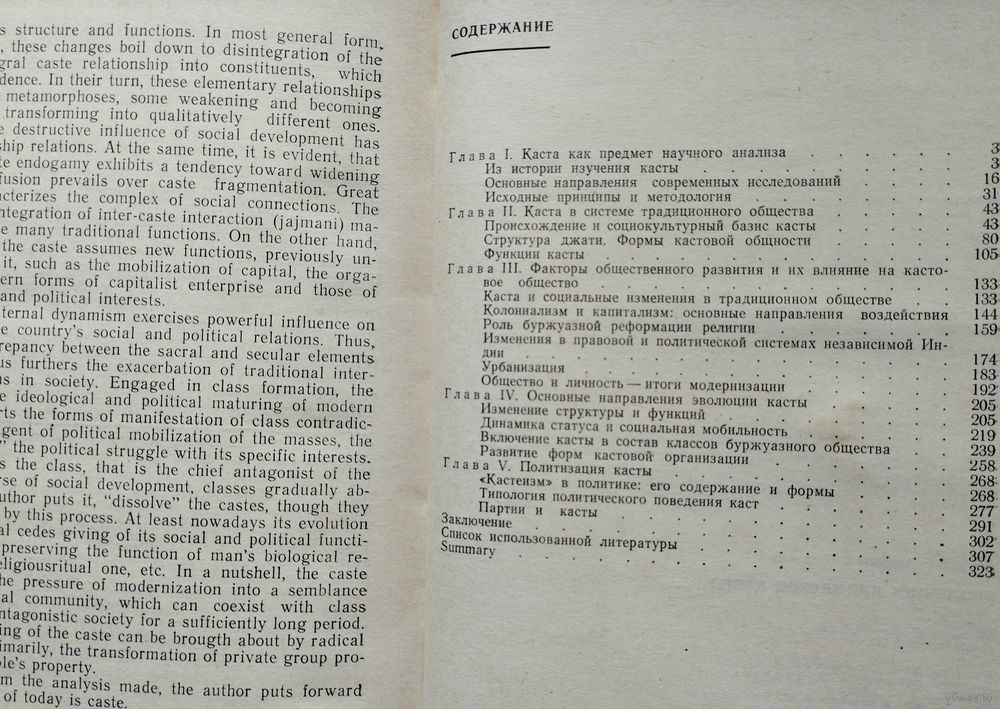 s structure and functions. In most general form,
, these changes boil down to disintegration of the
gral caste relationship into constituents, which
dence. In their turn, these elementary relationships
metamorphoses, some weakening and becoming
transforming into qualitatively different ones.
e destructive influence of social development has
ship relations. At the same time, it is evident, that
te endogamy exhibits a tendency toward widening
fusion prevails over caste fragmentation. Great
acterizes the complex of social connections. The
ntegration of inter-caste interaction (jajmani) ma-
e many traditional functions. On the other hand,
the caste assumes new functions, previously un-
it, such as the mobilization of capital, the orga-
ern forms of capitalist enterprise and those of
and political interests.
ternal dynamism exercises powerful influence on
e country's social and political relations. Thus,
repancy between the sacral and secular elements
us furthers the exacerbation of traditional inter-
ns in society. Engaged in class formation, the
e ideological and political maturing of modern
rts the forms of manifestation of class contradic-
gent of political mobilization of the masses, the
" the political struggle with its specific interests.
s the class, that is the chief antagonist of the
rse of social development, classes gradually ab-
uthor puts it, "dissolve" the castes, though they
by this process. At least nowadays its evolution
al cedes giving of its social and political functi-
preserving the function of man's biological re-
eligiousritual one, etc. In a nutshell, the caste
he pressure of modernization into a semblance
al community, which can coexist with class
ntagonistic society for a sufficiently long period.
ing of the caste can be brougth about by radical
imarily, the transformation of private group pro-
le's property.
m the analysis made, the author puts forward
of today is caste.
СОДЕРЖАНИЕ
Глава I. Каста как предмет научного анализа . . . . . . 3
Из истории изучения касты . . . . . . . . 3
Основные направления современных исследований . . . . 16
Исходные принципы и методология . . . . . . . 31
Глава II. Каста в системе традиционного общества . . . . . 43
Происхождение и социокультурный базис касты . . . . . 43
Структура джати. Формы кастовой общности . . . . . 80
Функции касты . . . . . . . . . . . 105
Глава III. Факторы общественного развития и их влияние на касто-
вое общество . . . . . . . . . . . 133
Каста и социальные изменения в традиционном обществе . . 133
Колониализм и капитализм: основные направления воздействия 144
Роль буржуазной реформации религии . . . . . . 159
Изменения в правовой и политической системах независимой Ин-
дии . . . . . . . . . . . . . 174
Урбанизация . . . . . . . . . . . 183
Общество и личность — итоги модернизации . . . . . 192
Глава IV. Основные направления эволюции касты . . . . . 205
Изменение структуры и функций . . . . . . . 205
Динамика статуса и социальная мобильность . . . . . 219
Включение касты в состав классов буржуазного общества . . 239
Развитие форм кастовой организации . . . . . . 258
Глава V. Политизация касты . . . . . . . . . 268
«Кастеизм» в политике: его содержание и формы . . . . 268
Типология политического поведения каст . . . . . . 277
Партии и касты . . . . . . . . . . 291
Заключение . . . . . . . . . . . . 302
Список использованной литературы . . . . . . . . 307
Summary . . . . . . . . . . . . . 323
www.ay.by